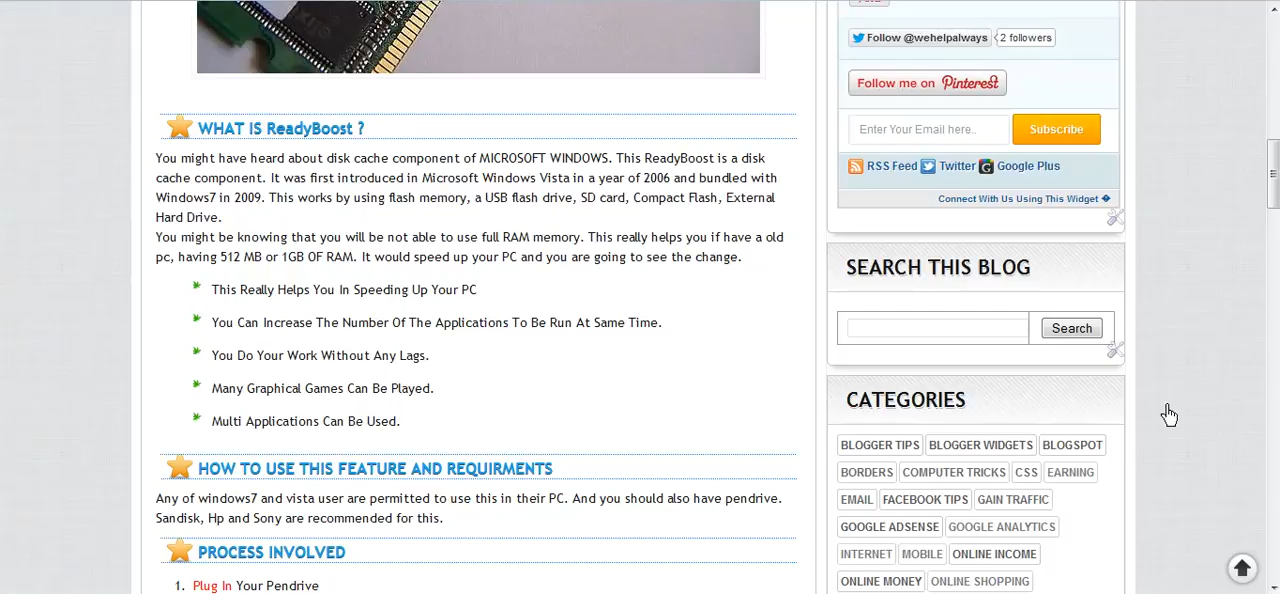 WHAT IS ReadyBoost ?
You might have heard about disk cache component of MICROSOFT WINDOWS. This ReadyBoost is a disk
cache component. It was first introduced in Microsoft Windows Vista in a year of 2006 and bundled with
Windows7 in 2009. This works by using flash memory, a USB flash drive, SD card, Compact Flash, External
Hard Drive.
You might be knowing that you will be not able to use full RAM memory. This really helps you if have a old
pc, having 512 MB or 1GB OF RAM. It would speed up your PC and you are going to see the change.
This Really Helps You In Speeding Up Your PC
You Can Increase The Number Of The Applications To Be Run At Same Time.
You Do Your Work Without Any Lags.
Many Graphical Games Can Be Played.
Multi Applications Can Be Used.
HOW TO USE THIS FEATURE AND REQUIRMENTS
Any of windows7 and vista user are permitted to use this in their PC. And you should also have pendrive.
Sandisk, Hp and Sony are recommended for this.
PROCESS INVOLVED
1. Plug In Your Pendrive
Follow @wehelpalways 2 followers
Follow me on Pinterest
Enter Your Email here.. Subscribe
RSS Feed Twitter Google Plus
Connect With Us Using This Widget �
SEARCH THIS BLOG
Search
CATEGORIES
BLOGGER TIPS BLOGGER WIDGETS BLOGSPOT
BORDERS COMPUTER TRICKS CSS EARNING
EMAIL FACEBOOK TIPS GAIN TRAFFIC
GOOGLE ADSENSE GOOGLE ANALYTICS
INTERNET MOBILE ONLINE INCOME
ONLINE MONEY ONLINE SHOPPING